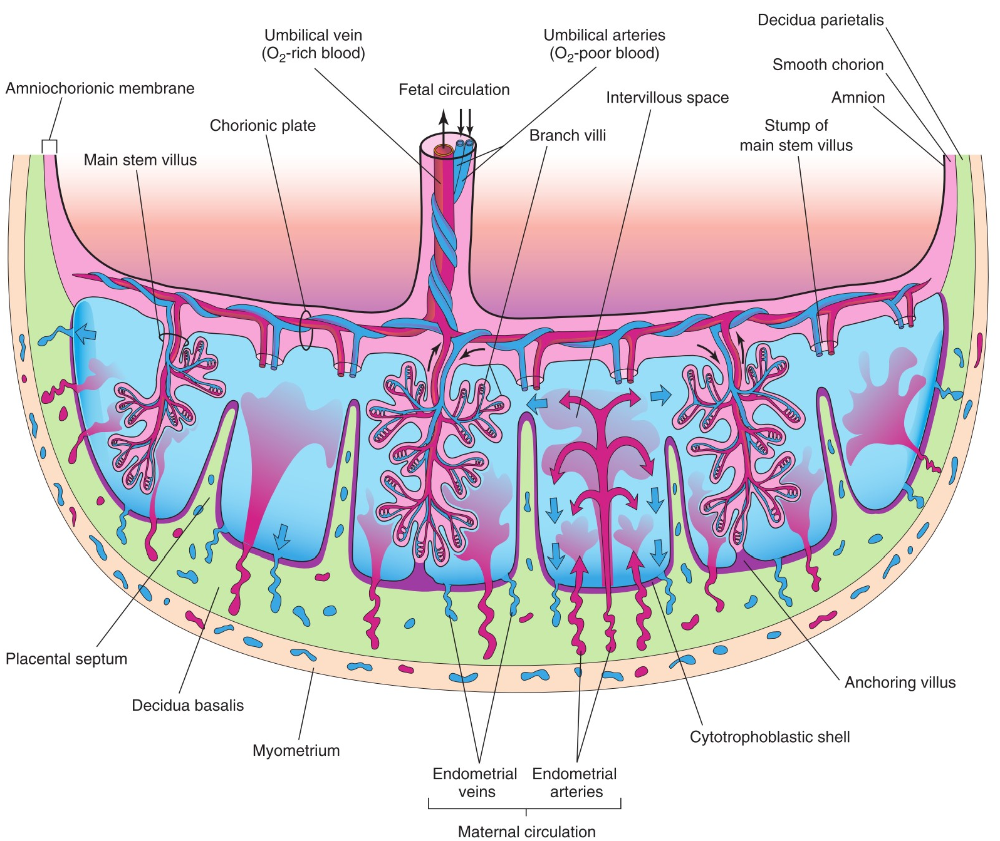 Decidua parietalis
Umbilical vein
(O₂-rich blood)
Umbilical arteries
(O₂-poor blood)
Smooth chorion
Amniochorionic membrane
Fetal circulation
Intervillous space
Amnion
Chorionic plate
Branch villi
Stump of
main stem villus
Main stem villus
Placental septum
Anchoring villus
Decidua basalis
Cytotrophoblastic shell
Myometrium
Endometrial
veins
Endometrial
arteries
Maternal circulation